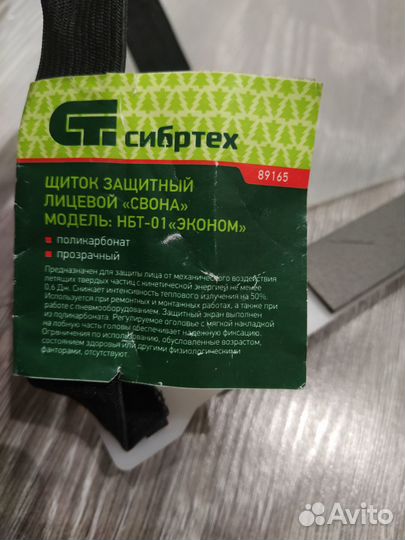 сибртех
89165
ЩИТОК ЗАЩИТНЫЙ
ЛИЦЕВОЙ «СВОНА»
МОДЕЛЬ: НБТ-01«ЭКОНОМ»
поликарбонат
прозрачный
Предназначен для защиты лица от механического воздействия
летящих твердых частиц с кинетической энергией не менее
0,6 Дж. Снижает интенсивность теплового излучения на 50%.
Используется при ремонтных и монтажных работах, а также при
работе с пневмооборудованием. Защитный экран выполнен
из поликарбоната. Регулируемое оголовье с мягкой накладкой
на лобную часть головы обеспечивает надежную фиксацию.
Ограничения по использованию, обусловленные возрастом,
состоянием здоровья или другими физиологическими
факторами, отсутствуют.
Avito